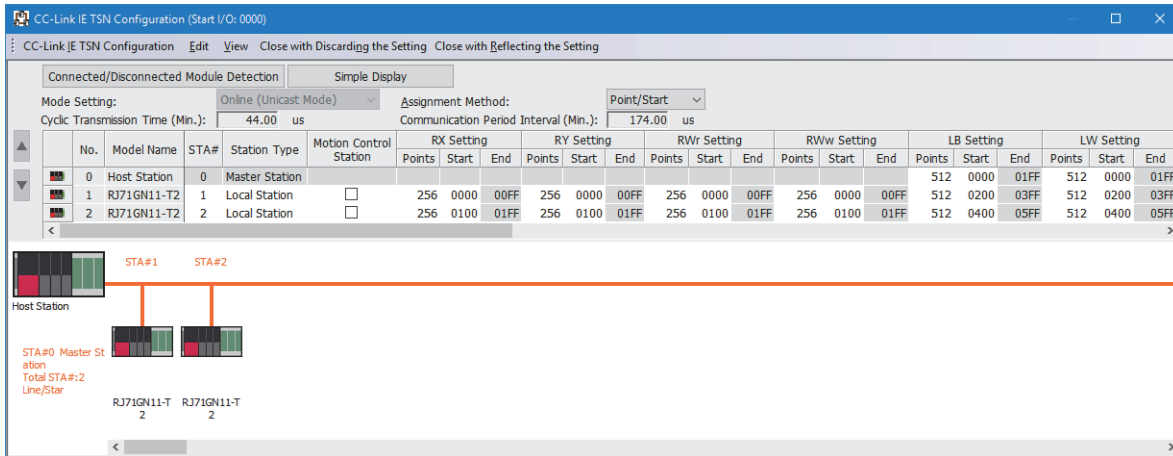 CC-Link IE TSN Configuration (Start I/O: 0000)
CC-Link IE TSN Configuration Edit View Close with Discarding the Setting Close with Reflecting the Setting
Connected/Disconnected Module Detection Simple Display
Mode Setting: Online (Unicast Mode) Assignment Method: Point/Start
Cyclic Transmission Time (Min.): 44.00 us Communication Period Interval (Min.): 174.00 us
No. Model Name STA# Station Type Motion Control Station RX Setting RY Setting RWr Setting RWw Setting LB Setting LW Setting
Points Start End Points Start End Points Start End Points Start End Points Start End Points Start End
0 Host Station 0 Master Station 512 0000 01FF 512 0000 01FF
1 RJ71GN11-T2 1 Local Station 256 0000 00FF 256 0000 00FF 256 0000 00FF 256 0000 00FF 512 0200 03FF 512 0200 03FF
2 RJ71GN11-T2 2 Local Station 256 0100 01FF 256 0100 01FF 256 0100 01FF 256 0100 01FF 512 0400 05FF 512 0400 05FF
STA#1 STA#2
Host Station
STA#0 Master St
ation
Total STA#:2
Line/Star
RJ71GN11-T RJ71GN11-T
2 2